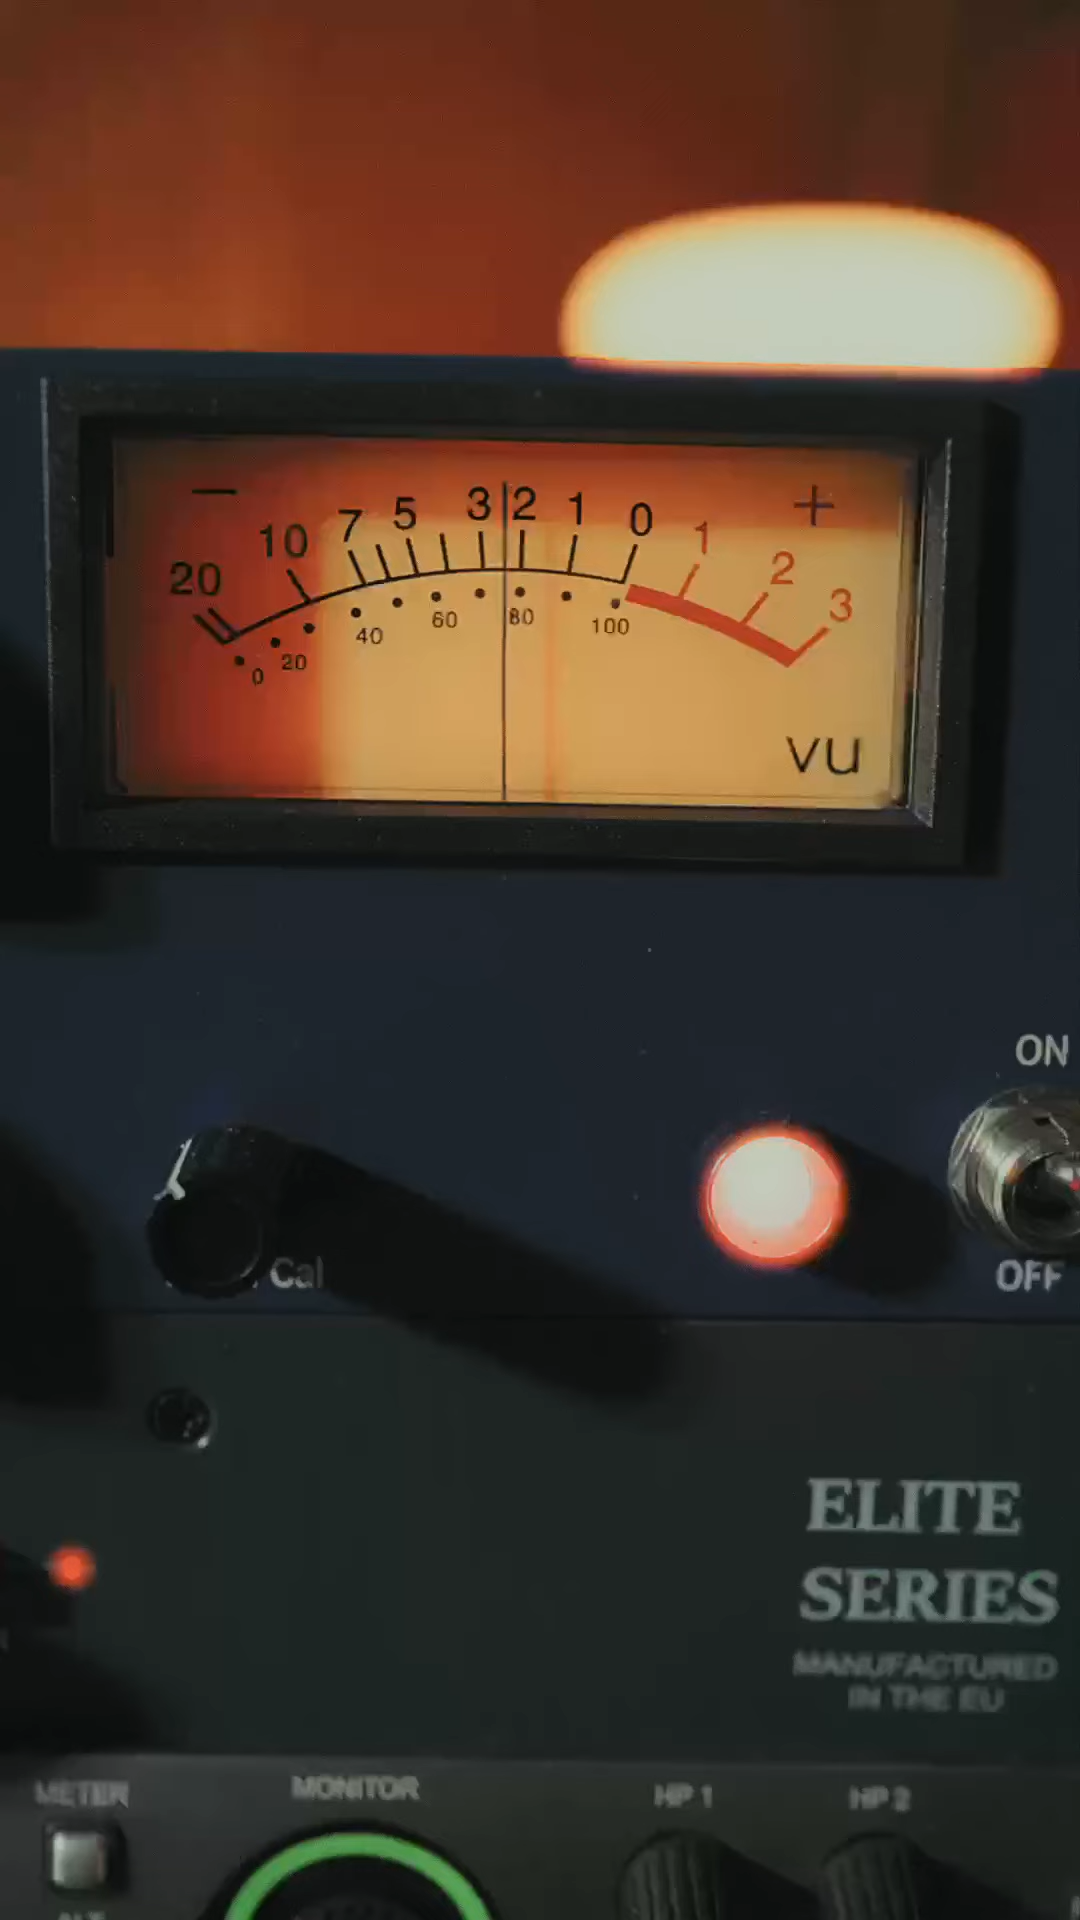 − +
20 10 7 5 3 2 1 0 1 2 3
0 20 40 60 80 100
VU
ON
Cal
OFF
ELITE
SERIES
MANUFACTURED
IN THE EU
METER MONITOR HP 1 HP 2
ALT